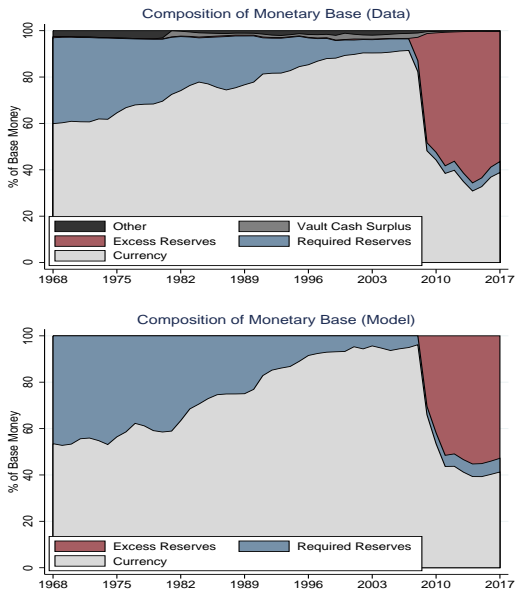 Composition of Monetary Base (Data)
% of Base Money
100
80
60
40
20
0
Other
Vault Cash Surplus
Excess Reserves
Required Reserves
Currency
1968 1975 1982 1989 1996 2003 2010 2017
Composition of Monetary Base (Model)
% of Base Money
100
80
60
40
20
0
Excess Reserves
Required Reserves
Currency
1968 1975 1982 1989 1996 2003 2010 2017